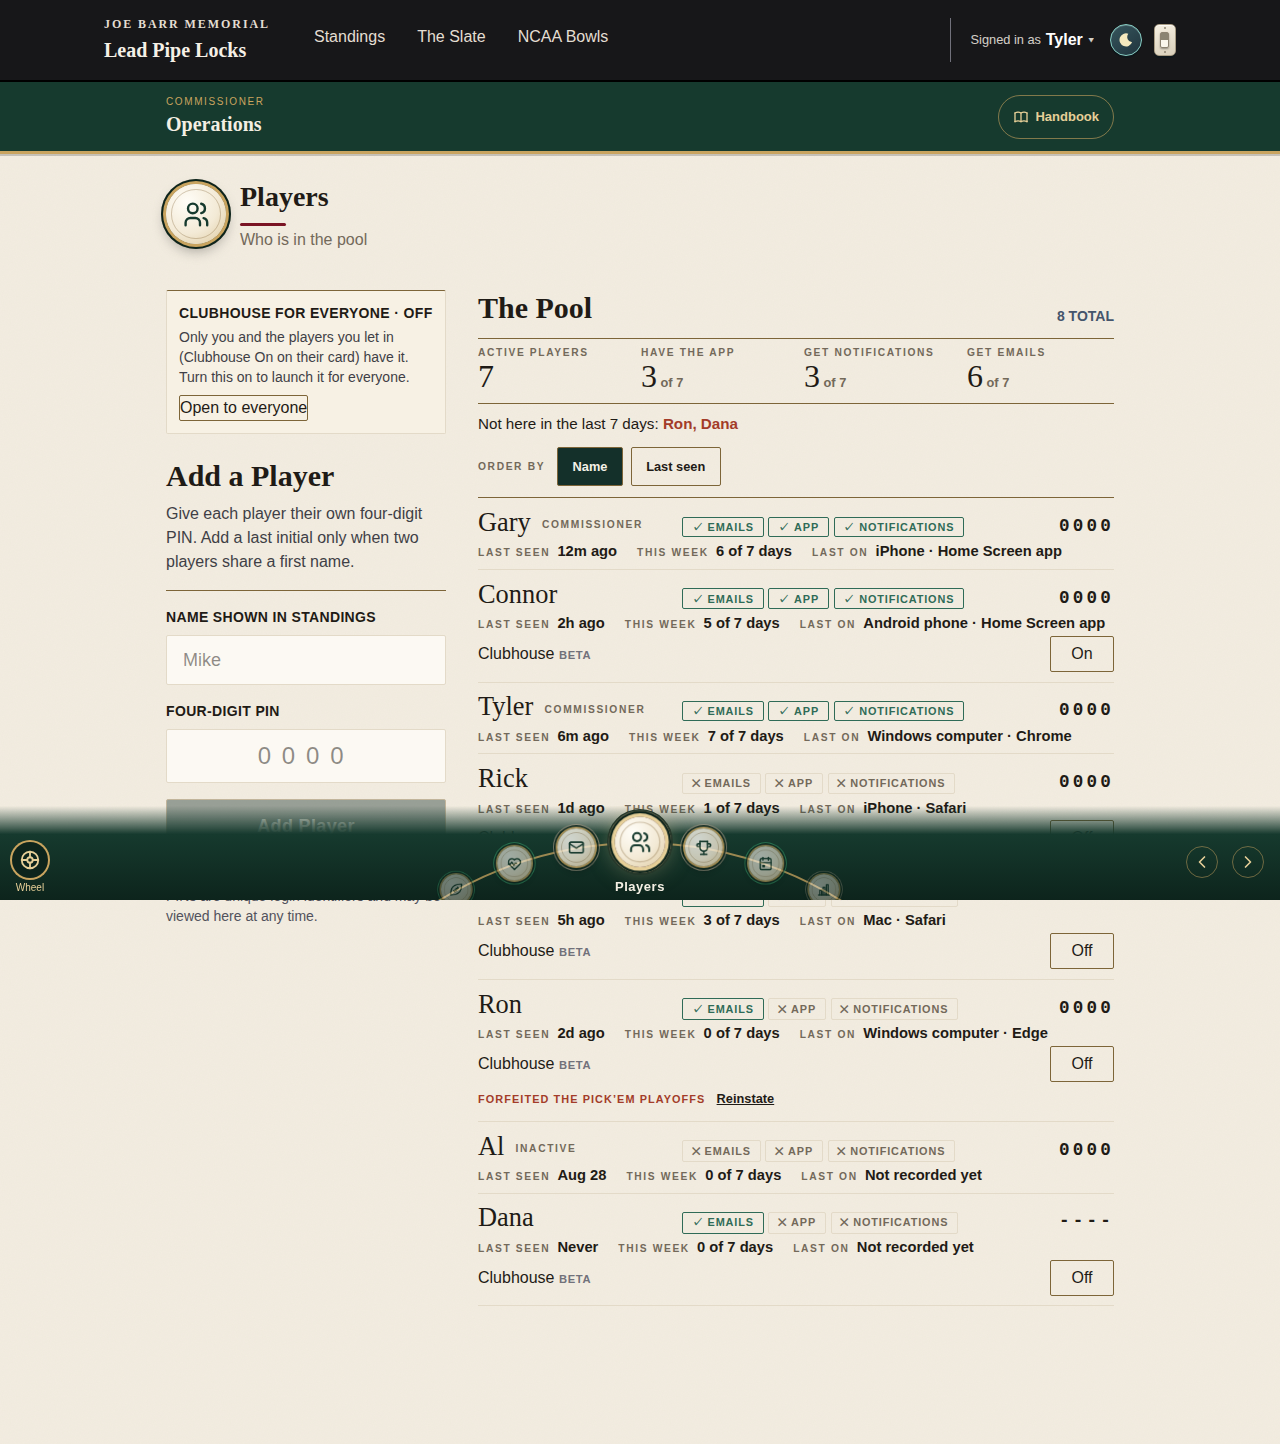 JOE BARR MEMORIAL
Lead Pipe Locks
Standings
The Slate
NCAA Bowls
Signed in as Tyler
COMMISSIONER
Operations
Handbook
Players
Who is in the pool
CLUBHOUSE FOR EVERYONE · OFF
Only you and the players you let in
(Clubhouse On on their card) have it.
Turn this on to launch it for everyone.
Open to everyone
Add a Player
Give each player their own four-digit
PIN. Add a last initial only when two
players share a first name.
NAME SHOWN IN STANDINGS
Mike
FOUR-DIGIT PIN
0000
Add Player
viewed here at any time.
The Pool
8 TOTAL
ACTIVE PLAYERS
7
HAVE THE APP
3 of 7
GET NOTIFICATIONS
3 of 7
GET EMAILS
6 of 7
Not here in the last 7 days: Ron, Dana
ORDER BY
Name
Last seen
Gary COMMISSIONER ✓ EMAILS ✓ APP ✓ NOTIFICATIONS 0000
LAST SEEN 12m ago THIS WEEK 6 of 7 days LAST ON iPhone · Home Screen app
Connor ✓ EMAILS ✓ APP ✓ NOTIFICATIONS 0000
LAST SEEN 2h ago THIS WEEK 5 of 7 days LAST ON Android phone · Home Screen app
Clubhouse BETA On
Tyler COMMISSIONER ✓ EMAILS ✓ APP ✓ NOTIFICATIONS 0000
LAST SEEN 6m ago THIS WEEK 7 of 7 days LAST ON Windows computer · Chrome
Rick ✕ EMAILS ✕ APP ✕ NOTIFICATIONS 0000
LAST SEEN 1d ago THIS WEEK 1 of 7 days LAST ON iPhone · Safari
Wheel
Players
LAST SEEN 5h ago THIS WEEK 3 of 7 days LAST ON Mac · Safari
Clubhouse BETA Off
Ron ✓ EMAILS ✕ APP ✕ NOTIFICATIONS 0000
LAST SEEN 2d ago THIS WEEK 0 of 7 days LAST ON Windows computer · Edge
Clubhouse BETA Off
FORFEITED THE PICK'EM PLAYOFFS Reinstate
Al INACTIVE ✕ EMAILS ✕ APP ✕ NOTIFICATIONS 0000
LAST SEEN Aug 28 THIS WEEK 0 of 7 days LAST ON Not recorded yet
Dana ✓ EMAILS ✕ APP ✕ NOTIFICATIONS ----
LAST SEEN Never THIS WEEK 0 of 7 days LAST ON Not recorded yet
Clubhouse BETA Off